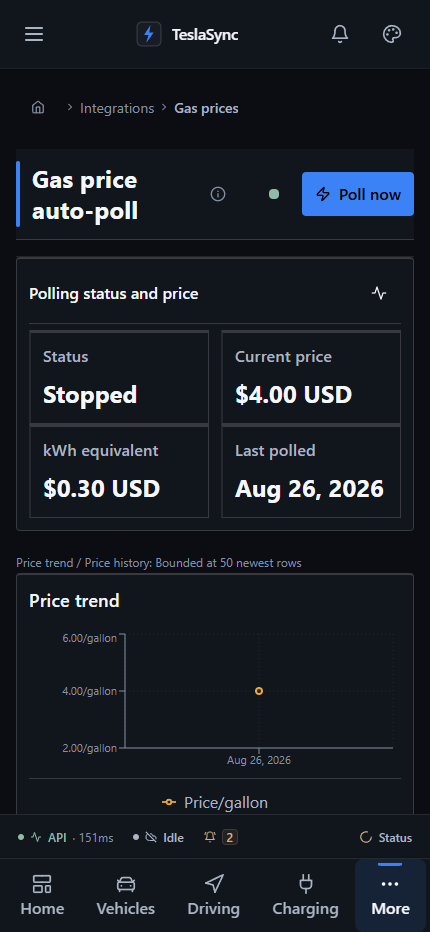 TeslaSync
Integrations
Gas prices
Gas price
auto-poll
Poll now
Polling status and price
Status
Stopped
Current price
$4.00 USD
kWh equivalent
$0.30 USD
Last polled
Aug 26, 2026
Price trend / Price history: Bounded at 50 newest rows
Price trend
6.00/gallon
4.00/gallon
2.00/gallon
Aug 26, 2026
Price/gallon
API · 151ms
Idle
2
Status
Home
Vehicles
Driving
Charging
More